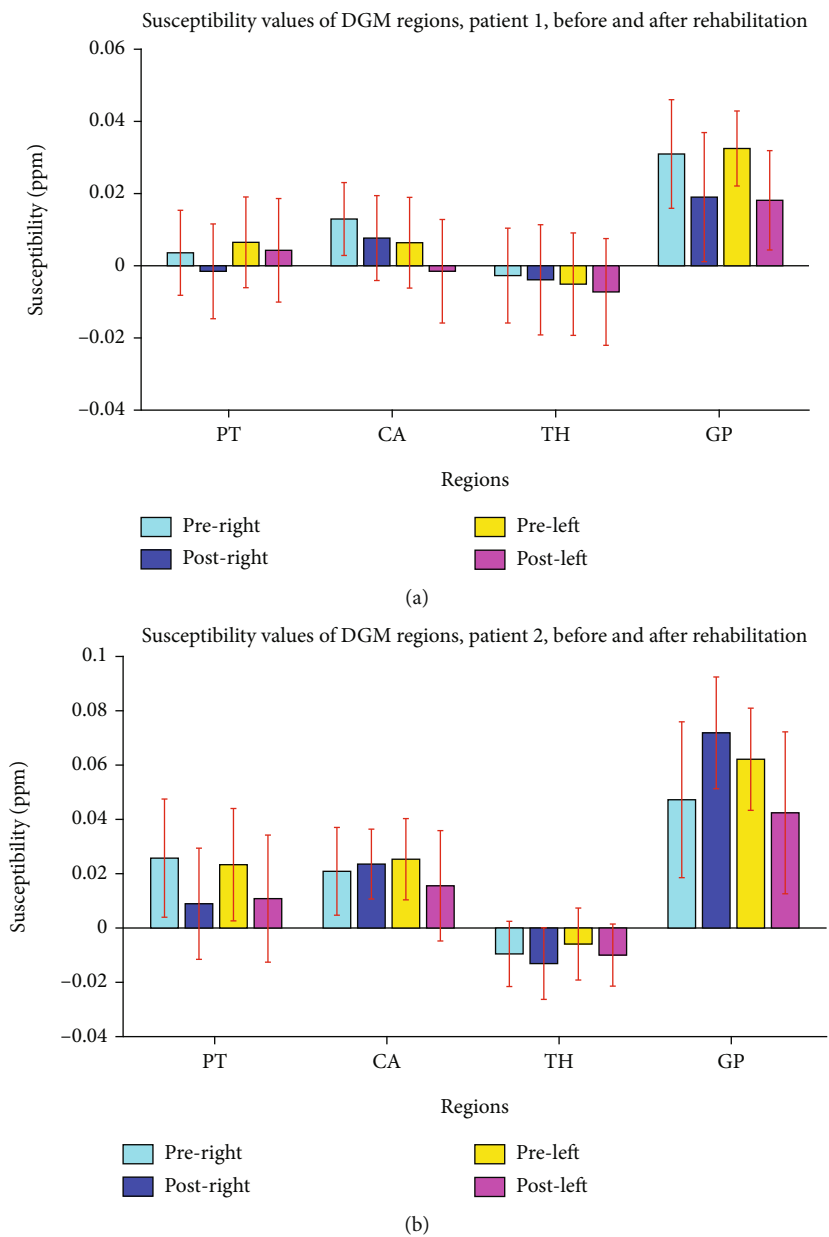 Susceptibility values of DGM regions, patient 1, before and after rehabilitation
0.06
0.04
0.02
0
−0.02
−0.04
Susceptibility (ppm)
PT CA TH GP
Regions
Pre-right Pre-left
Post-right Post-left
(a)
Susceptibility values of DGM regions, patient 2, before and after rehabilitation
0.1
0.08
0.06
0.04
0.02
0
−0.02
−0.04
Susceptibility (ppm)
PT CA TH GP
Regions
Pre-right Pre-left
Post-right Post-left
(b)